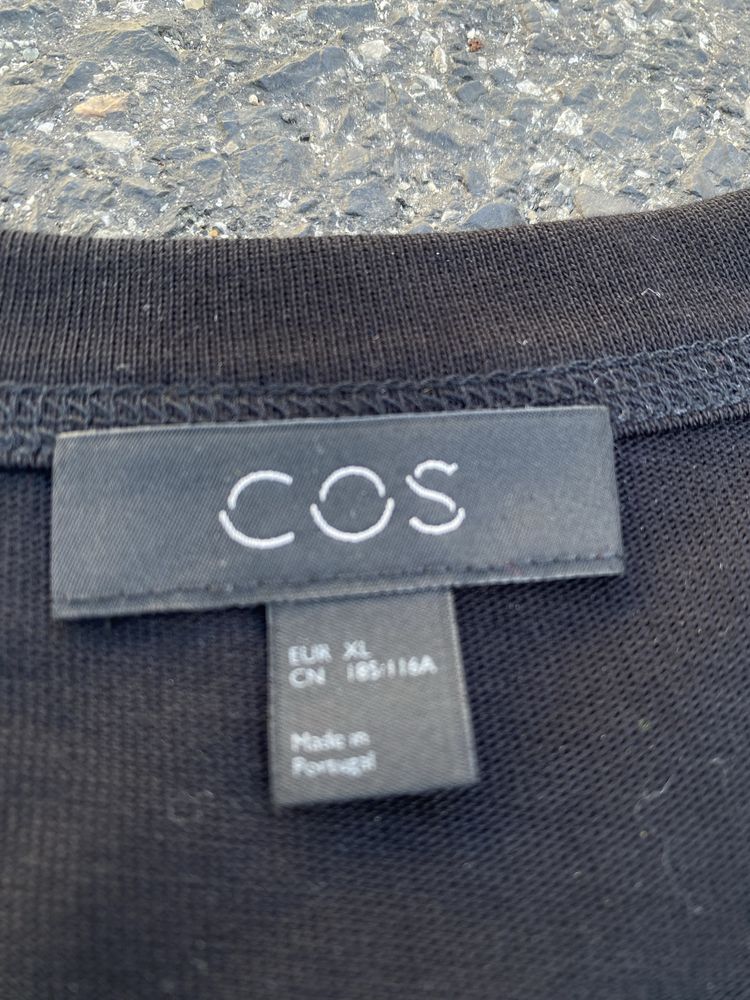 COS
EUR XL
CN 185/116A
Made in
Portugal